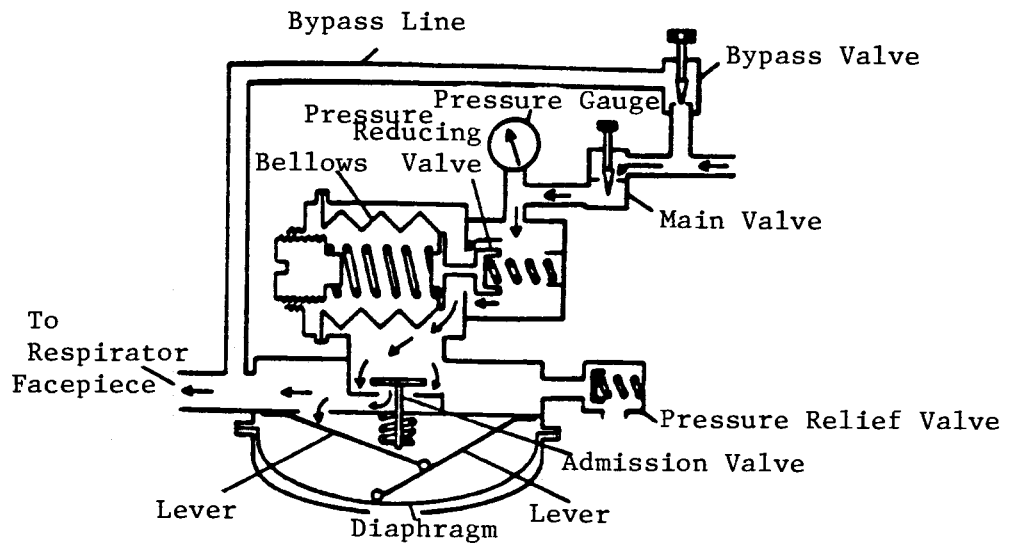 Bypass Line
Bypass Valve
Pressure Gauge
Pressure
Reducing
Valve
Bellows
Main Valve
To
Respirator
Facepiece
Pressure Relief Valve
Admission Valve
Lever
Lever
Diaphragm